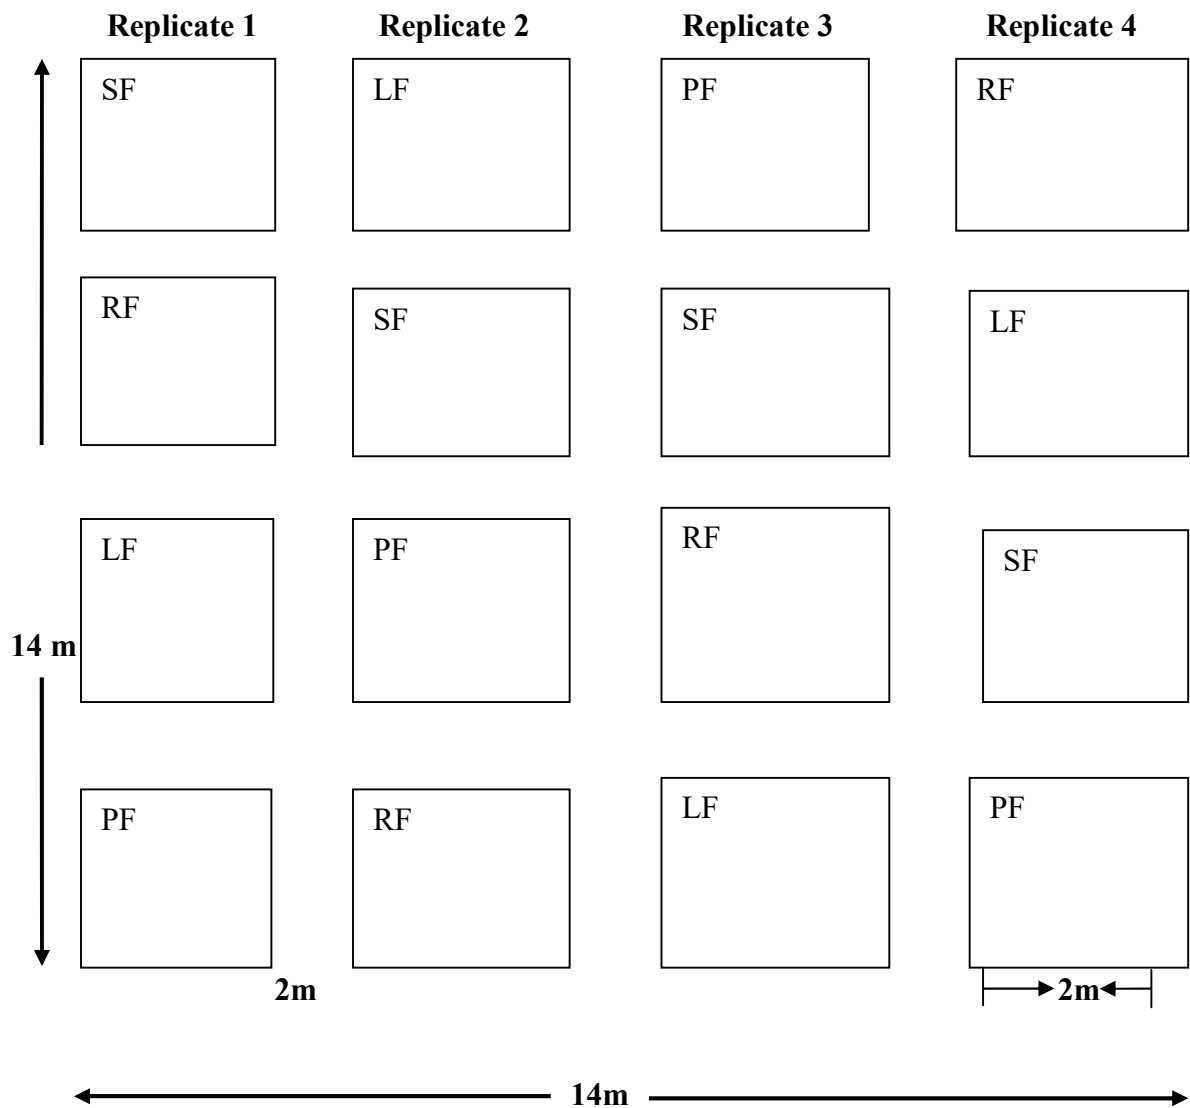 Replicate 1 Replicate 2 Replicate 3 Replicate 4
SF LF PF RF
RF SF SF LF
LF PF RF SF
14 m
PF RF LF PF
2m 2m
14m